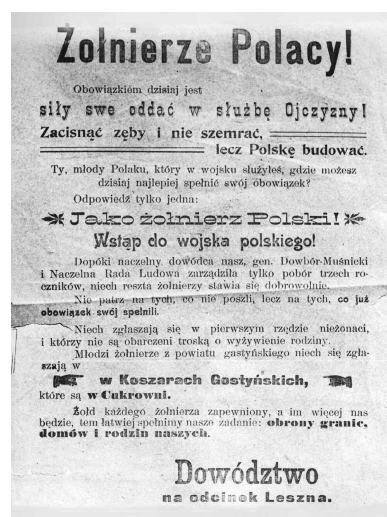 Żołnierze Polacy!
Obowiązkiem dzisiaj jest
siły swe oddać w służbę Ojczyzny!
Zacisnąć zęby i nie szemrać,
lecz Polskę budować.
Ty, młody Polaku, który w wojsku służyłeś, gdzie możesz
dzisiaj najlepiej spełnić swój obowiązek?
Odpowiedź tylko jedna:
Jako żołnierz Polski!
Wstąp do wojska polskiego!
Dopóki naczelny dowódca nasz, gen. Dowbór-Muśnicki
i Naczelna Rada Ludowa zarządziła tylko pobór trzech ro-
czników, niech reszta żołnierzy stawia się dobrowolnie.
Nie patrz na tych, co nie poszli, lecz na tych, co już
obowiązek swój spełnili.
Niech zgłaszają się w pierwszym rzędzie nieżonaci,
i którzy nie są obarczeni troską o wyżywienie rodziny.
Młodzi żołnierze z powiatu gastyńskiego niech się zgła-
szają w
w Koszarach Gostyńskich,
które są w Cukrowni.
Żołd każdego żołnierza zapewniony, a im więcej nas
będzie, tem łatwiej spełnimy nasze zadanie: obrony granic,
domów i rodzin naszych.
Dowództwo
na odcinek Leszna.